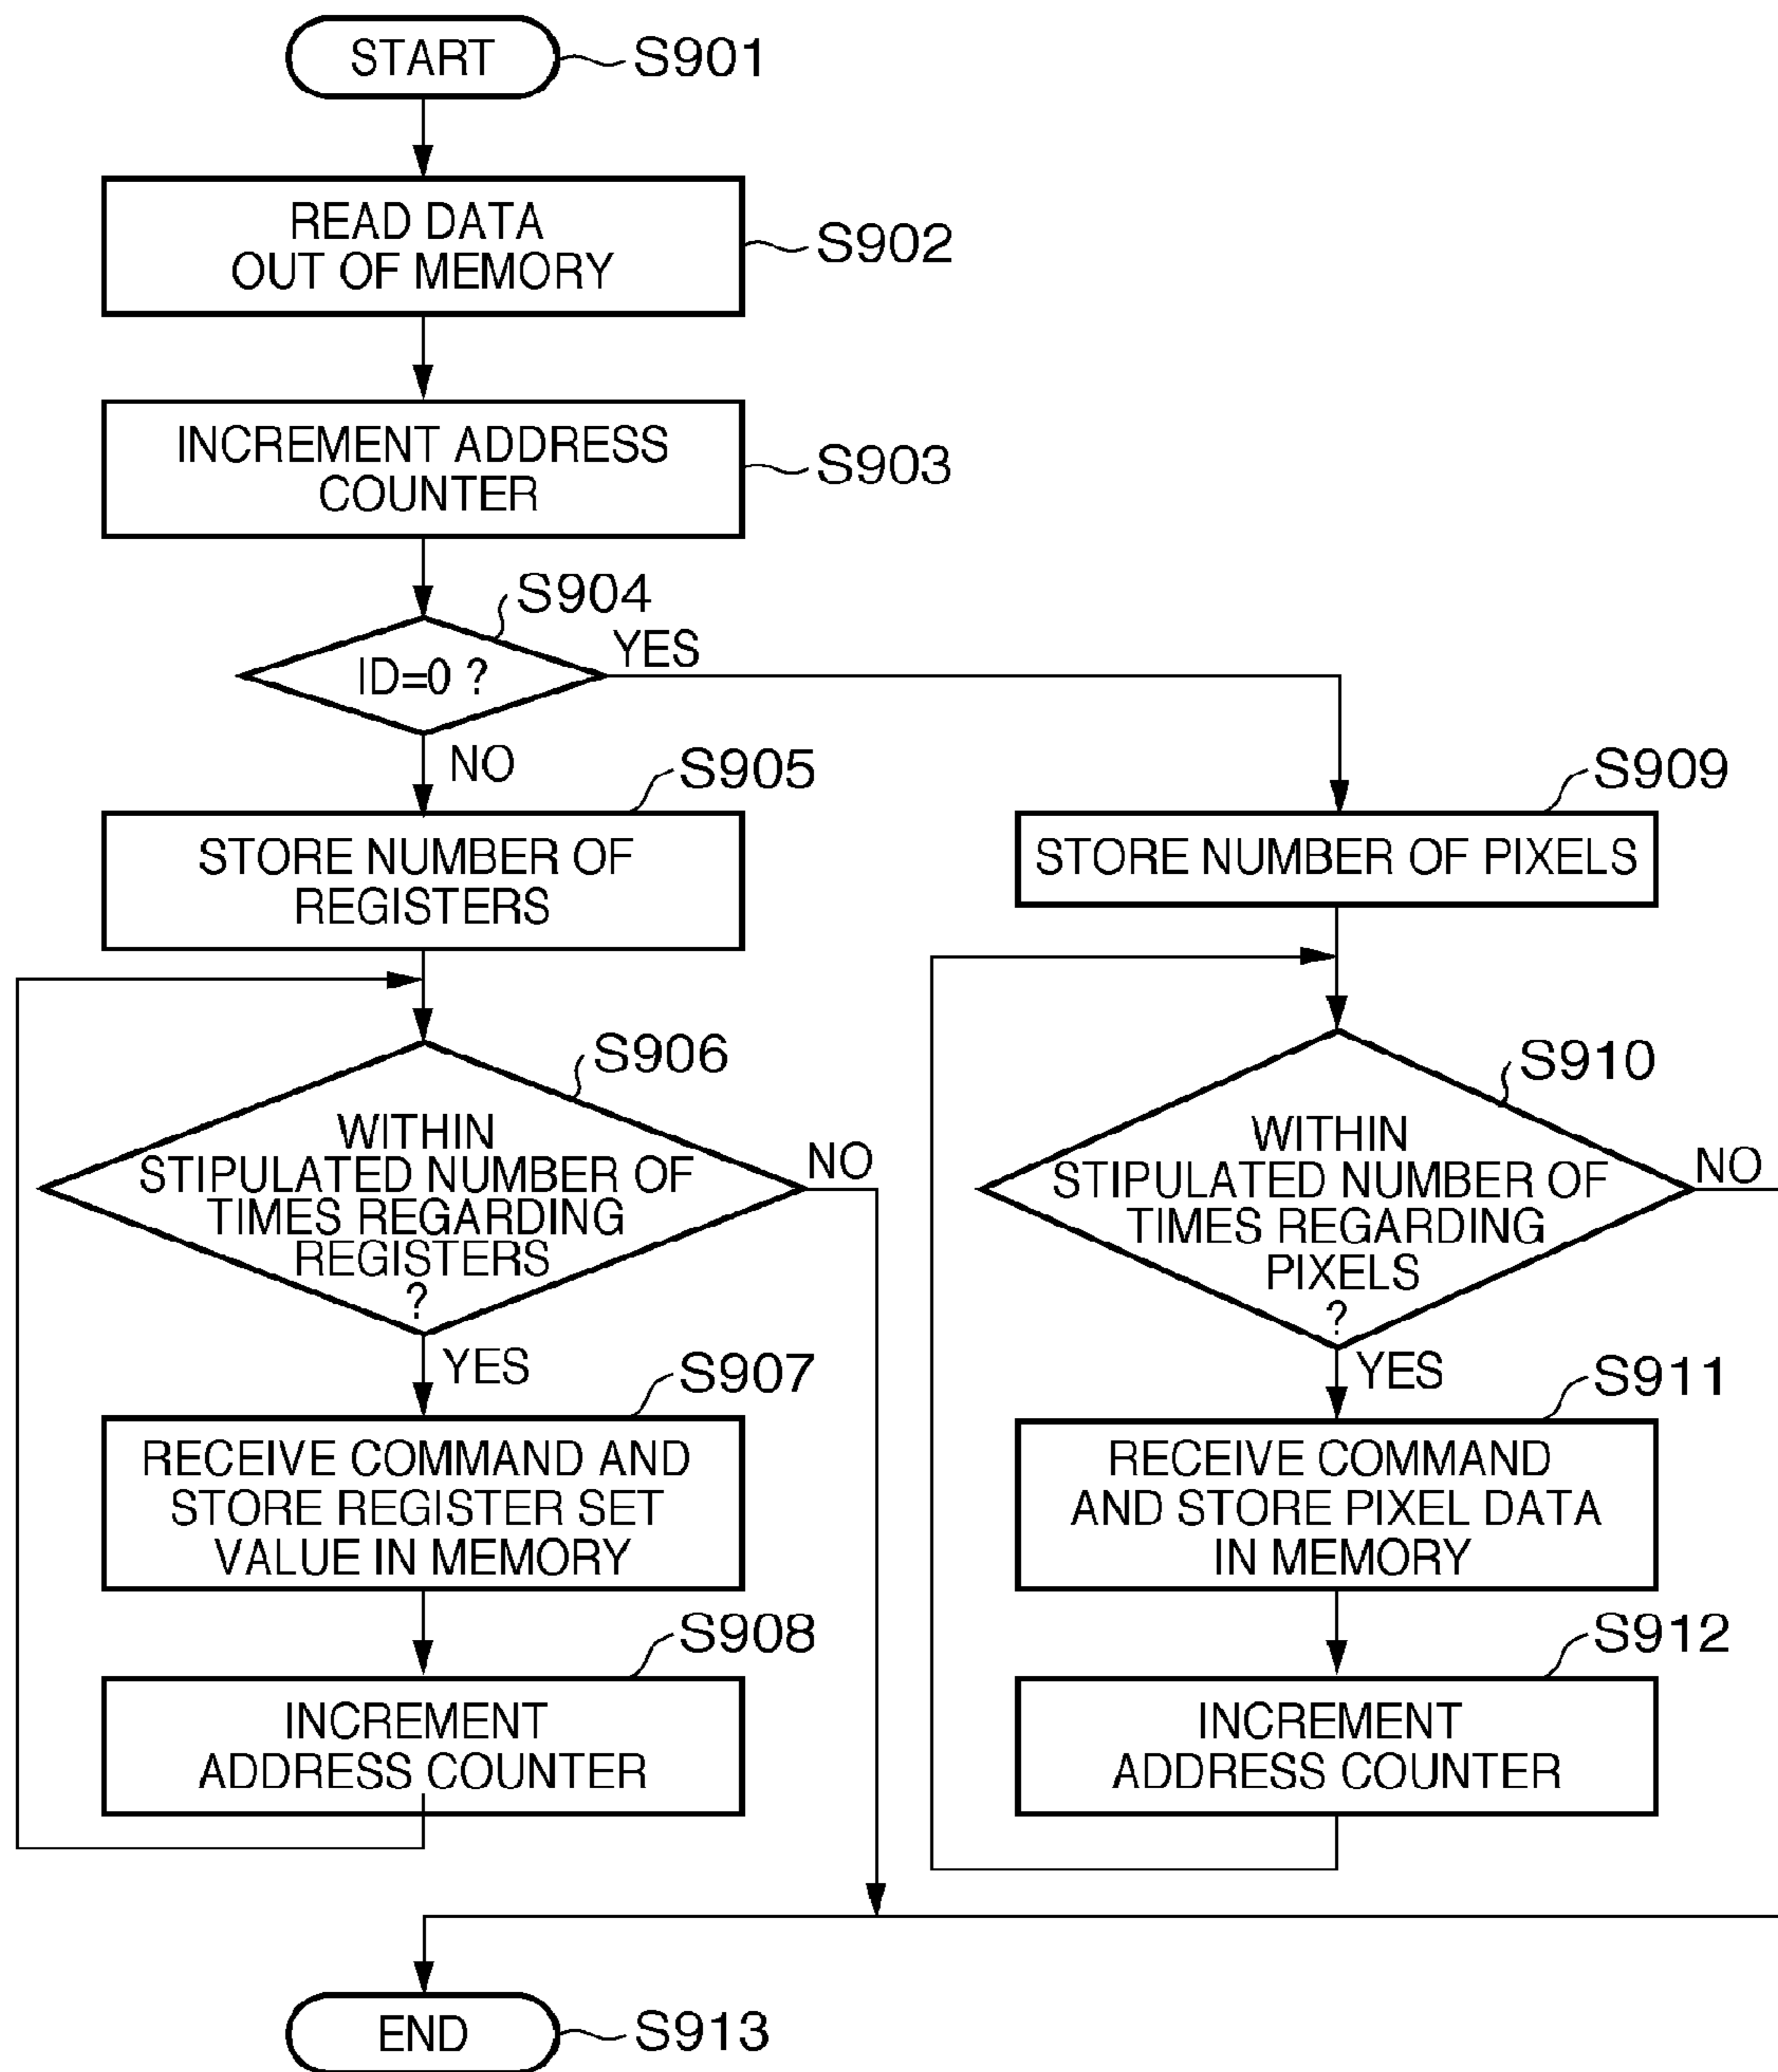 START
S901
READ DATA
OUT OF MEMORY
S902
INCREMENT ADDRESS
COUNTER
S903
S904
ID=0 ?
YES
NO
S905
STORE NUMBER OF
REGISTERS
S906
WITHIN
STIPULATED NUMBER OF
TIMES REGARDING
REGISTERS
?
NO
YES
S907
RECEIVE COMMAND AND
STORE REGISTER SET
VALUE IN MEMORY
S908
INCREMENT
ADDRESS COUNTER
S909
STORE NUMBER OF PIXELS
S910
WITHIN
STIPULATED NUMBER OF
TIMES REGARDING
PIXELS
?
NO
YES
S911
RECEIVE COMMAND
AND STORE PIXEL DATA
IN MEMORY
S912
INCREMENT
ADDRESS COUNTER
END
S913